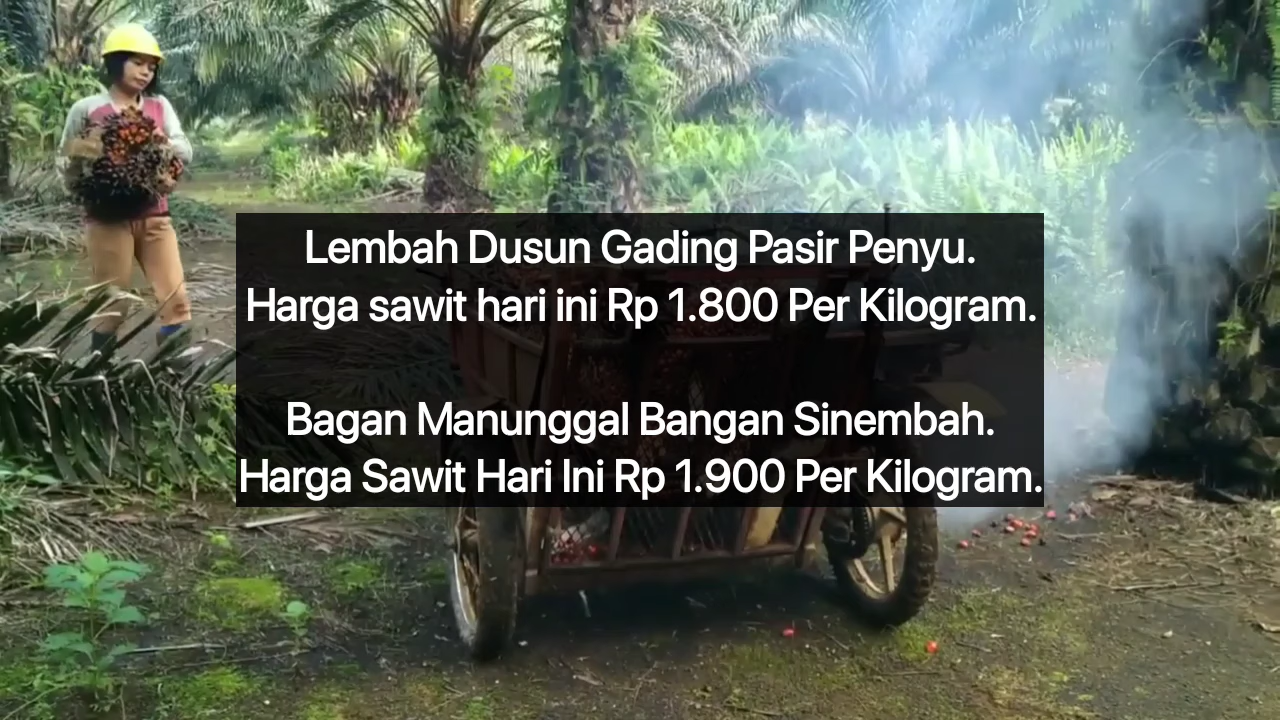 Lembah Dusun Gading Pasir Penyu.
Harga sawit hari ini Rp 1.800 Per Kilogram.
Bagan Manunggal Bangan Sinembah.
Harga Sawit Hari Ini Rp 1.900 Per Kilogram.